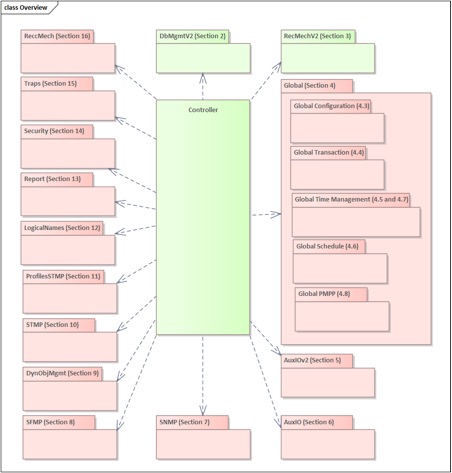 class Overview
ReccMech (Section 16)
DbMgmtV2 (Section 2)
RecMechV2 (Section 3)
Traps (Section 15)
Global (Section 4)
Controller
Global Configuration (4.3)
Security (Section 14)
Global Transaction (4.4)
Report (Section 13)
Global Time Management (4.5 and 4.7)
LogicalNames (Section 12)
Global Schedule (4.6)
ProfilesSTMP (Section 11)
Global PMPP (4.8)
STMP (Section 10)
AuxIOv2 (Section 5)
DynObjMgmt (Section 9)
SFMP (Section 8)
SNMP (Section 7)
AuxIO (Section 6)